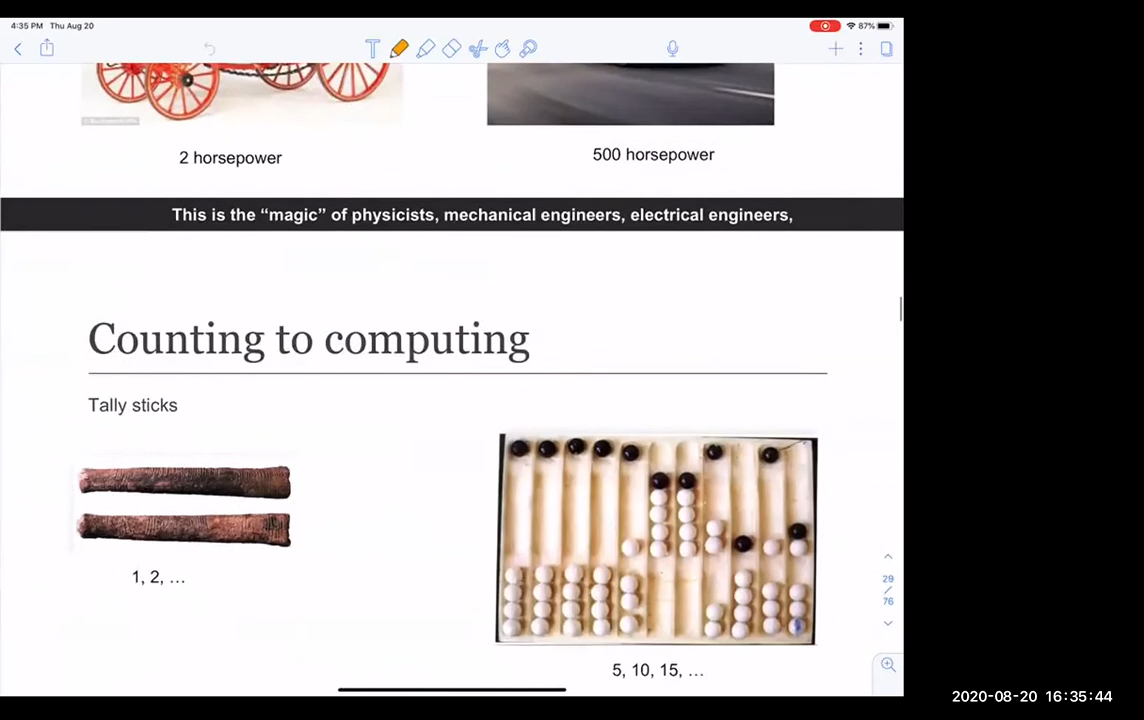 4:35 PM Thu Aug 20
87%
2 horsepower
500 horsepower
This is the “magic” of physicists, mechanical engineers, electrical engineers,
Counting to computing
Tally sticks
1, 2, …
29
/
76
5, 10, 15, …
2020-08-20 16:35:44